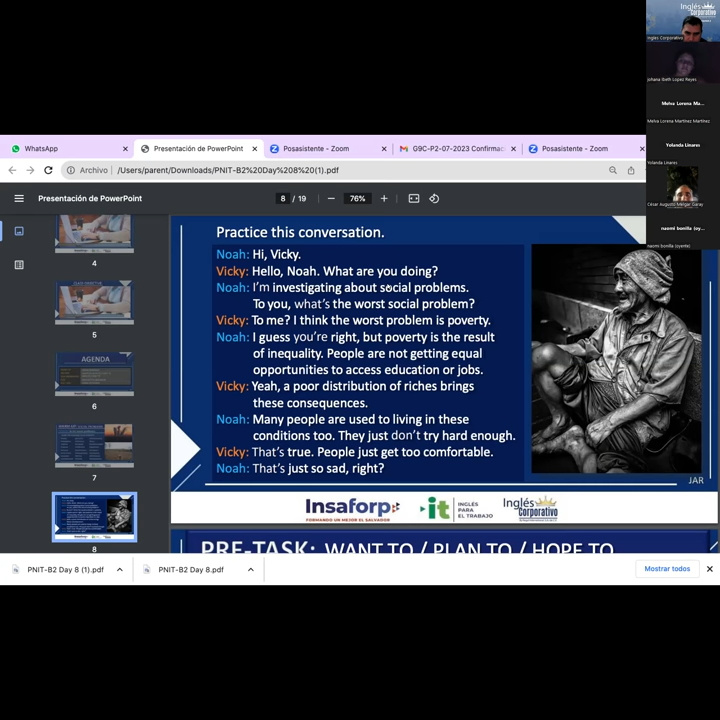 Inglés
Corporativo
Ingles Corporativo
Johana Beth Lopez Reyes
Melva Lorena Ma...
Melva Lorena Martinez Martinez
Yolanda Linares
Yolanda Linares
César Augusto Melgar Garay
naomi bonilla (oy...
naomi bonilla (oyente)
WhatsApp
Presentación de PowerPoint
Posasistente - Zoom
G9C-P2-07-2023 Confirmac
Posasistente - Zoom
Archivo
/Users/parent/Downloads/PNIT-B2%20Day%208%20(1).pdf
Presentación de PowerPoint
8 / 19
76%
4
5
AGENDA
6
7
8
Practice this conversation.
Noah: Hi, Vicky.
Vicky: Hello, Noah. What are you doing?
Noah: I'm investigating about social problems.
To you, what's the worst social problem?
Vicky: To me? I think the worst problem is poverty.
Noah: I guess you're right, but poverty is the result
of inequality. People are not getting equal
opportunities to access education or jobs.
Vicky: Yeah, a poor distribution of riches brings
these consequences.
Noah: Many people are used to living in these
conditions too. They just don't try hard enough.
Vicky: That's true. People just get too comfortable.
Noah: That's just so sad, right?
JAR
Insaforp
FORMANDO UN MEJOR EL SALVADOR
it
INGLÉS
PARA EL
TRABAJO
Inglés
Corporativo
PRE-TASK: WANT TO / PLAN TO / HOPE TO
PNIT-B2 Day 8 (1).pdf
PNIT-B2 Day 8.pdf
Mostrar todos